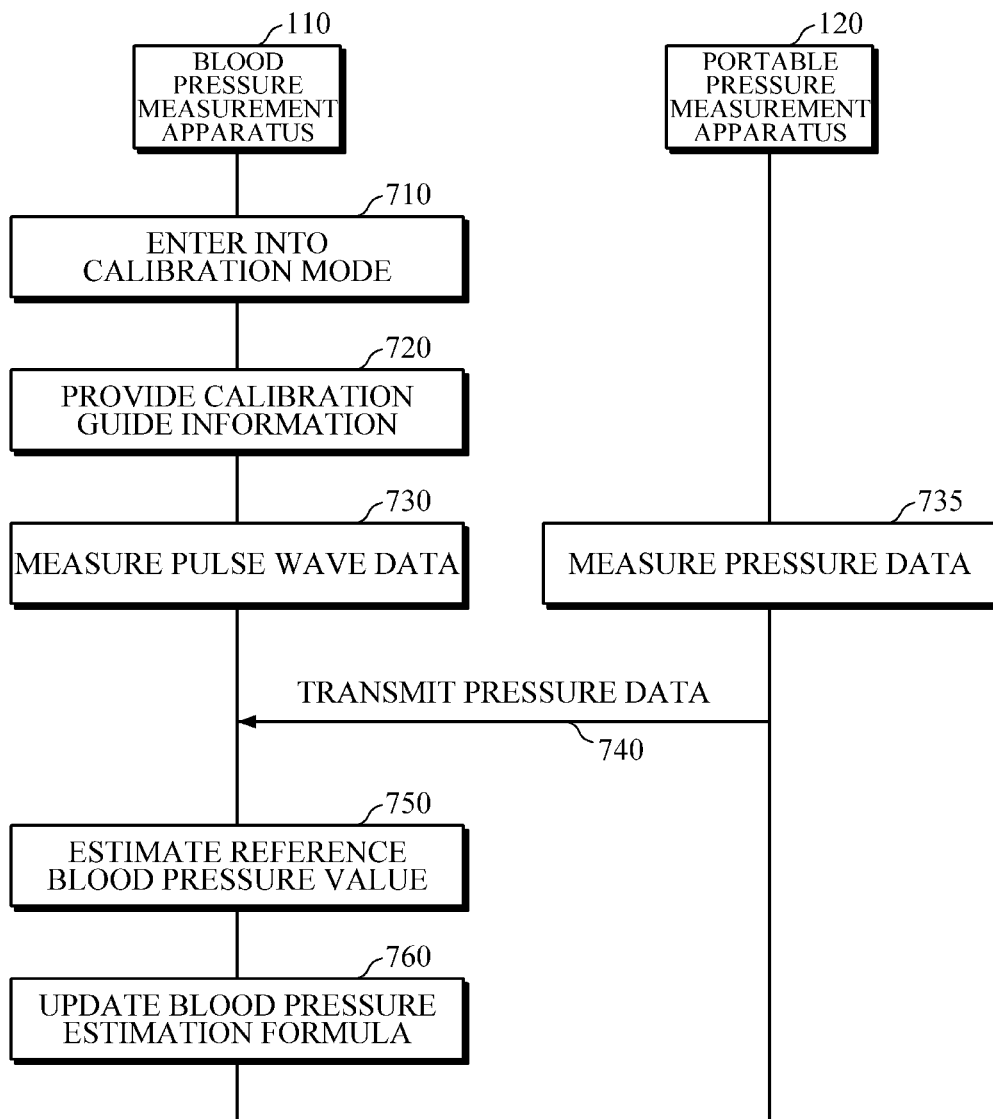 110
BLOOD
PRESSURE
MEASUREMENT
APPARATUS
120
PORTABLE
PRESSURE
MEASUREMENT
APPARATUS
710
ENTER INTO
CALIBRATION MODE
720
PROVIDE CALIBRATION
GUIDE INFORMATION
730
MEASURE PULSE WAVE DATA
735
MEASURE PRESSURE DATA
TRANSMIT PRESSURE DATA
740
750
ESTIMATE REFERENCE
BLOOD PRESSURE VALUE
760
UPDATE BLOOD PRESSURE
ESTIMATION FORMULA